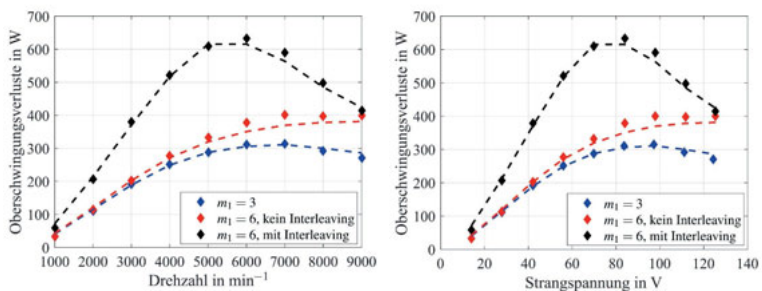 700
600
500
400
300
200
100
0
Oberschwingungsverluste in W
1000 2000 3000 4000 5000 6000 7000 8000 9000
Drehzahl in min⁻¹
m₁ = 3
m₁ = 6, kein Interleaving
m₁ = 6, mit Interleaving
700
600
500
400
300
200
100
0
Oberschwingungsverluste in W
0 20 40 60 80 100 120 140
Strangspannung in V
m₁ = 3
m₁ = 6, kein Interleaving
m₁ = 6, mit Interleaving